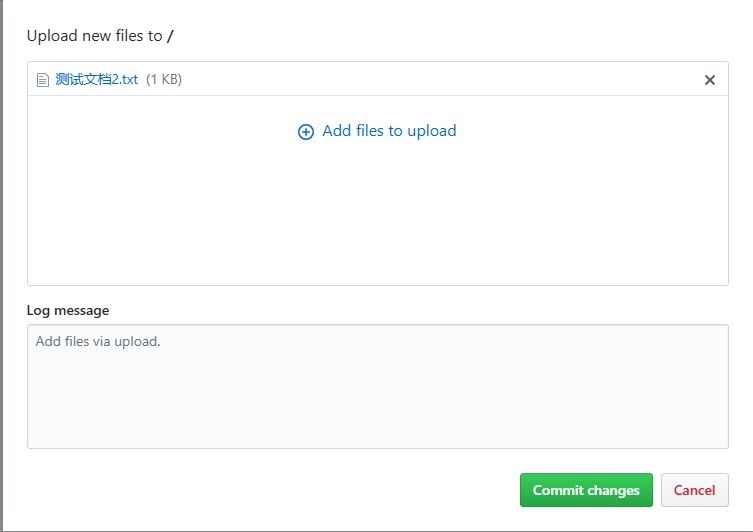 Upload new files to /
测试文档2.txt (1 KB)
Add files to upload
Log message
Add files via upload.
Commit changes Cancel